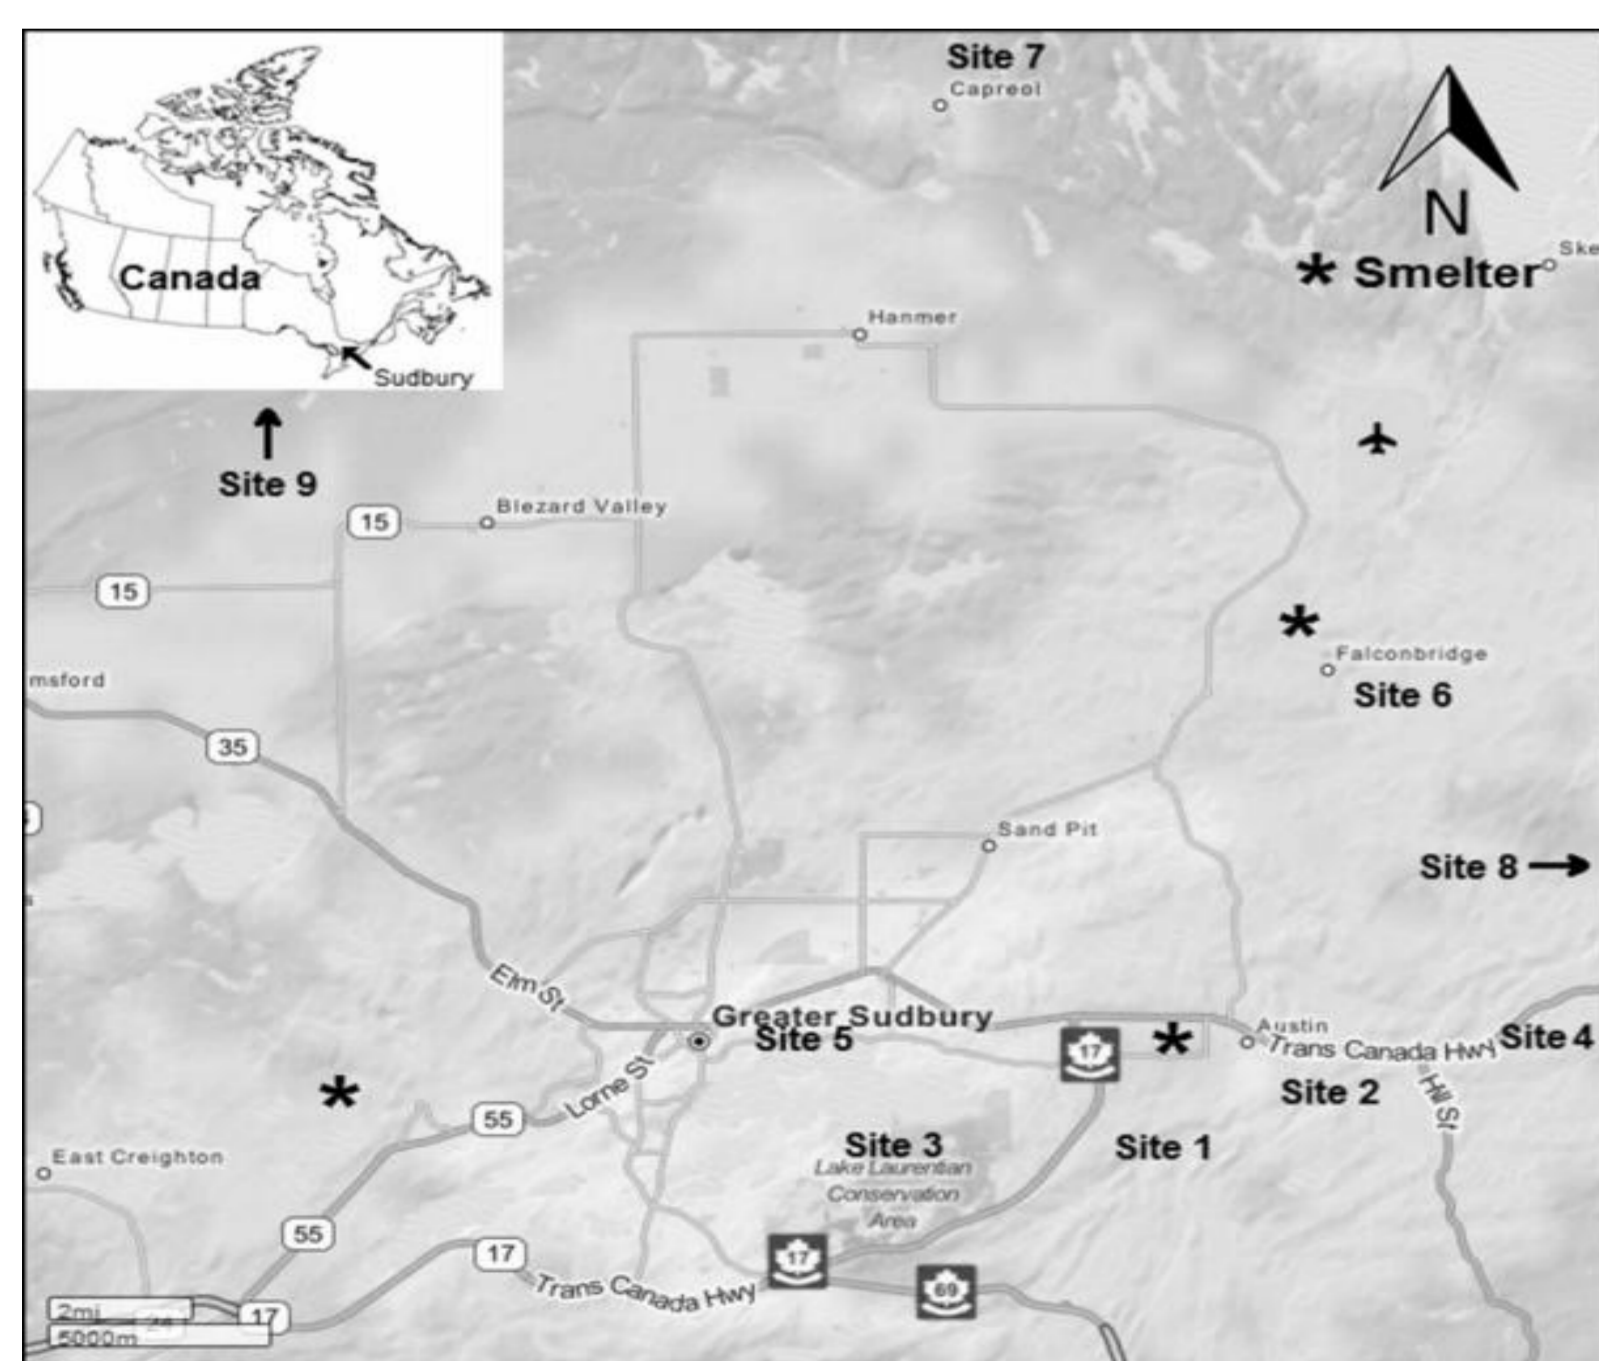 Site 7
Capreol
N
Smelter
Ske
Canada
Sudbury
Hanmer
Site 9
Blezard Valley
15
15
Falconbridge
Site 6
msford
35
Sand Pit
Site 8
Elm St
Greater Sudbury
Site 5
17
Austin
Trans Canada Hwy
Site 4
Site 2
Hill St
Lorne St
55
Site 3
Site 1
Lake Laurentian
Conservation
Area
East Creighton
55
17
17
Trans Canada Hwy
69
2mi
24
17
5000m